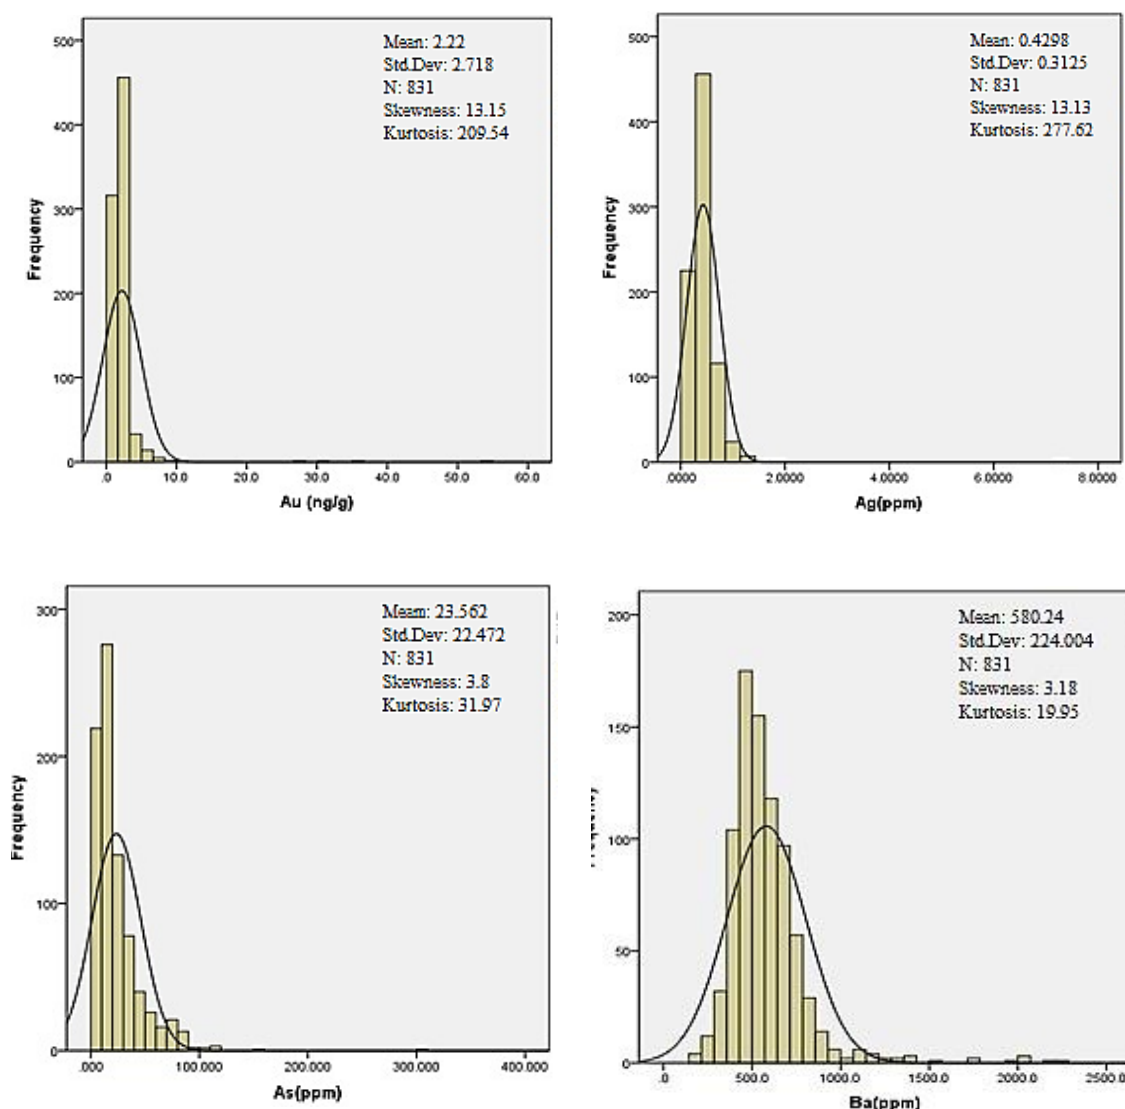 500
400
300
200
100
0
Frequency
Mean: 2.22
Std.Dev: 2.718
N: 831
Skewness: 13.15
Kurtosis: 209.54
.0 10.0 20.0 30.0 40.0 50.0 60.0
Au (ng/g)
500
400
300
200
100
0
Frequency
Mean: 0.4298
Std.Dev: 0.3125
N: 831
Skewness: 13.13
Kurtosis: 277.62
.0000 2.0000 4.0000 6.0000 8.0000
Ag(ppm)
300
200
100
0
Frequency
Mean: 23.562
Std.Dev: 22.472
N: 831
Skewness: 3.8
Kurtosis: 31.97
.000 100.000 200.000 300.000 400.000
As(ppm)
200
150
100
50
0
Frequency
Mean: 580.24
Std.Dev: 224.004
N: 831
Skewness: 3.18
Kurtosis: 19.95
.0 500.0 1000.0 1500.0 2000.0
Ba(ppm)